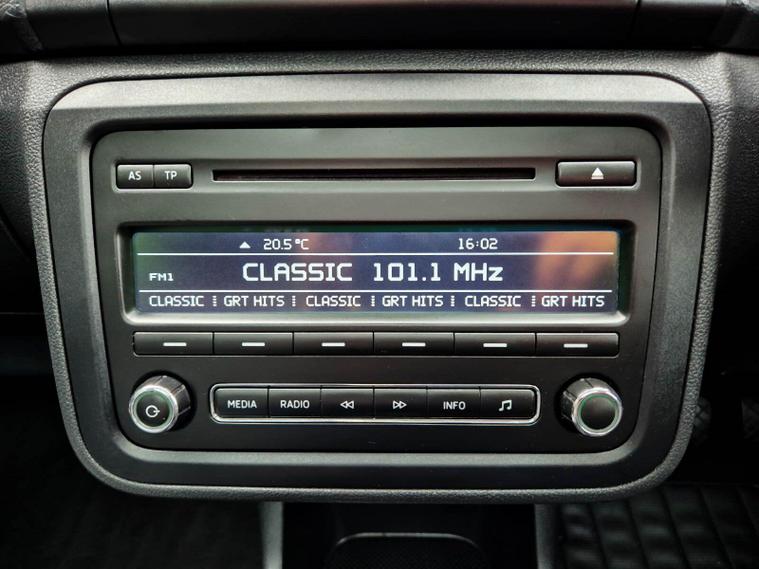 AS TP
20.5°C 16:02
FM1 CLASSIC 101.1 MHz
CLASSIC GRT HITS CLASSIC GRT HITS CLASSIC GRT HITS
MEDIA RADIO INFO